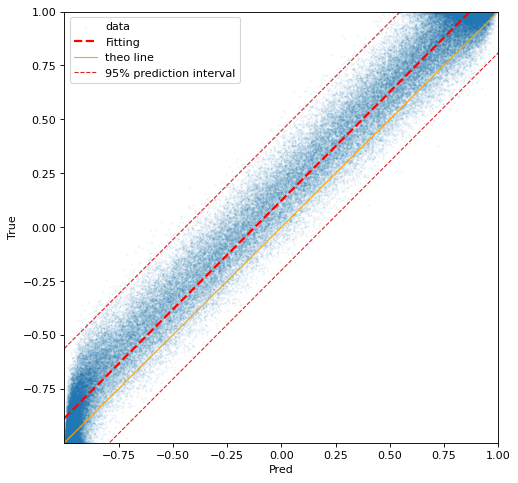 data
Fitting
theo line
95% prediction interval
1.00
0.75
0.50
0.25
0.00
−0.25
−0.50
−0.75
True
−0.75 −0.50 −0.25 0.00 0.25 0.50 0.75 1.00
Pred